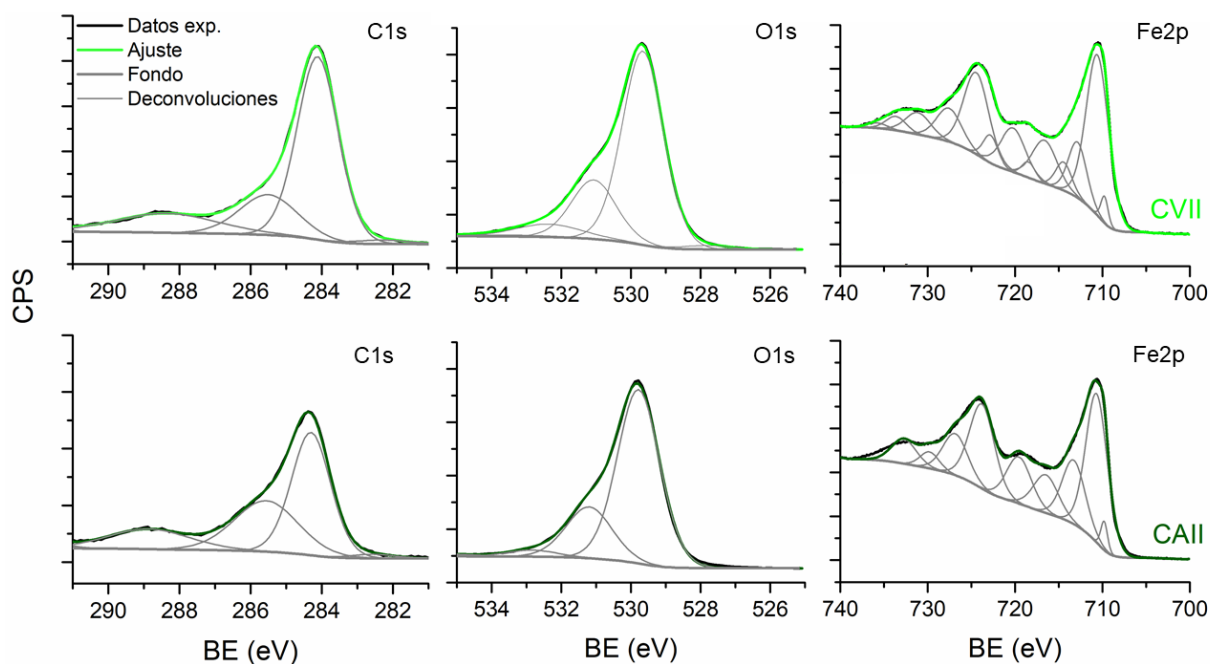 Datos exp.
Ajuste
Fondo
Deconvoluciones
C1s
O1s
Fe2p
CVII
290 288 286 284 282
534 532 530 528 526
740 730 720 710 700
CPS
C1s
O1s
Fe2p
CAII
290 288 286 284 282
534 532 530 528 526
740 730 720 710 700
BE (eV)
BE (eV)
BE (eV)